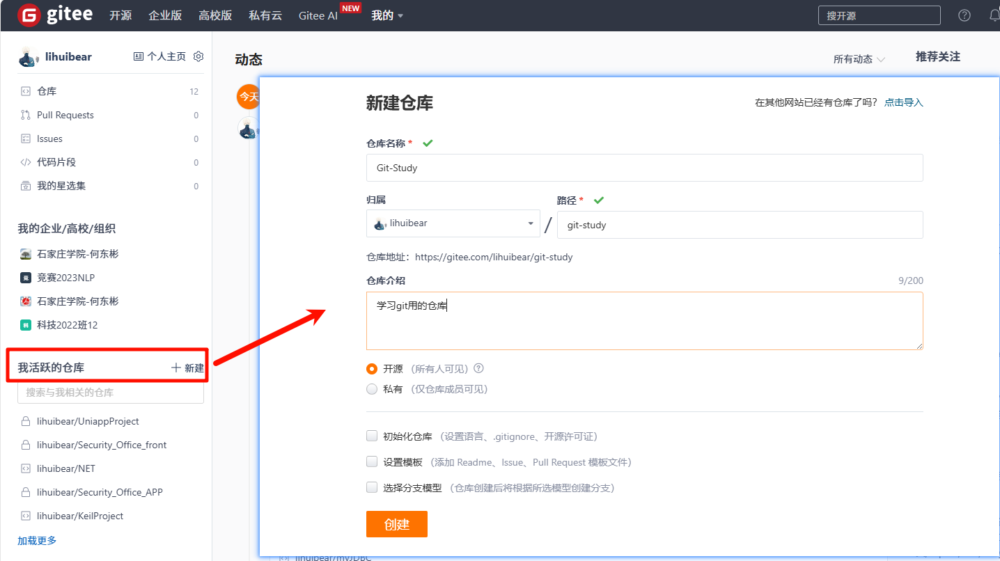 gitee 开源 企业版 高校版 私有云 Gitee AI NEW 我的 搜开源
lihuibear 个人主页
仓库 12
Pull Requests 0
Issues 0
代码片段 0
我的星选集 0
我的企业/高校/组织
石家庄学院-何东彬
竞赛2023NLP
石家庄学院-何东彬
科技2022班12
我活跃的仓库 新建
搜索与我相关的仓库
lihuibear/UniappProject
lihuibear/Security_Office_front
lihuibear/NET
lihuibear/Security_Office_APP
lihuibear/KeilProject
加载更多
动态 所有动态 推荐关注
今天
新建仓库 在其他网站已经有仓库了吗? 点击导入
仓库名称 *
Git-Study
归属 路径 *
lihuibear / git-study
仓库地址：https://gitee.com/lihuibear/git-study
仓库介绍 9/200
学习git用的仓库
开源 （所有人可见）
私有 （仅仓库成员可见）
初始化仓库 （设置语言、.gitignore、开源许可证）
设置模板 （添加 Readme、Issue、Pull Request 模板文件）
选择分支模型 （仓库创建后将根据所选模型创建分支）
创建
lihuibear/myJDBC